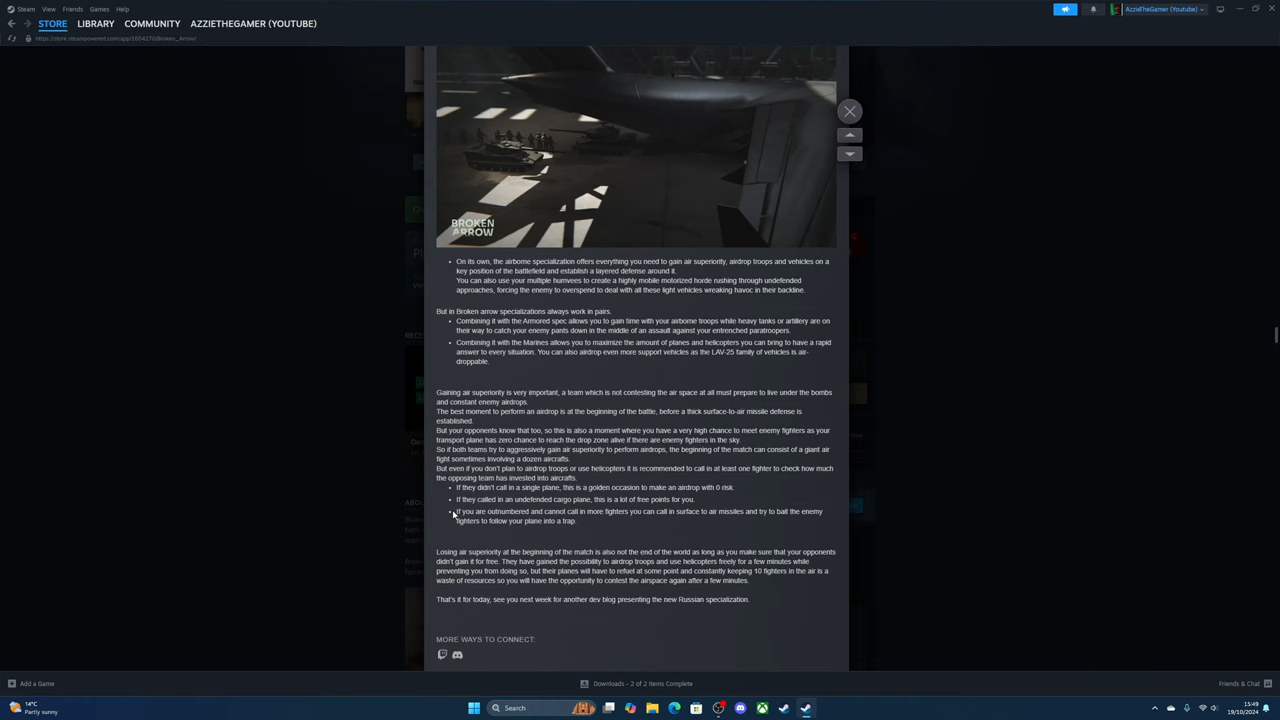 Steam View Friends Games Help
AzzieTheGamer (Youtube)
STORE LIBRARY COMMUNITY AZZIETHEGAMER (YOUTUBE)
https://store.steampowered.com/app/1604270/Broken_Arrow/
BROKEN
ARROW
• On its own, the airborne specialization offers everything you need to gain air superiority, airdrop troops and vehicles on a
key position of the battlefield and establish a layered defense around it.
You can also use your multiple humvees to create a highly mobile motorized horde rushing through undefended
approaches, forcing the enemy to overspend to deal with all these light vehicles wreaking havoc in their backline.
But in Broken arrow specializations always work in pairs.
• Combining it with the Armored spec allows you to gain time with your airborne troops while heavy tanks or artillery are on
their way to catch your enemy pants down in the middle of an assault against your entrenched paratroopers.
• Combining it with the Marines allows you to maximize the amount of planes and helicopters you can bring to have a rapid
answer to every situation. You can also airdrop even more support vehicles as the LAV-25 family of vehicles is air-
droppable.
Gaining air superiority is very important, a team which is not contesting the air space at all must prepare to live under the bombs
and constant enemy airdrops.
The best moment to perform an airdrop is at the beginning of the battle, before a thick surface-to-air missile defense is
established.
But your opponents know that too, so this is also a moment where you have a very high chance to meet enemy fighters as your
transport plane has zero chance to reach the drop zone alive if there are enemy fighters in the sky.
So if both teams try to aggressively gain air superiority to perform airdrops, the beginning of the match can consist of a giant air
fight sometimes involving a dozen aircrafts.
But even if you don't plan to airdrop troops or use helicopters it is recommended to call in at least one fighter to check how much
the opposing team has invested into aircrafts.
• If they didn't call in a single plane, this is a golden occasion to make an airdrop with 0 risk.
• If they called in an undefended cargo plane, this is a lot of free points for you.
• If you are outnumbered and cannot call in more fighters you can call in surface to air missiles and try to bait the enemy
fighters to follow your plane into a trap.
Losing air superiority at the beginning of the match is also not the end of the world as long as you make sure that your opponents
didn't gain it for free. They have gained the possibility to airdrop troops and use helicopters freely for a few minutes while
preventing you from doing so, but their planes will have to refuel at some point and constantly keeping 10 fighters in the air is a
waste of resources so you will have the opportunity to contest the airspace again after a few minutes.
That's it for today, see you next week for another dev blog presenting the new Russian specialization.
MORE WAYS TO CONNECT:
Add a Game
Downloads – 2 of 2 Items Complete
Friends & Chat
14°C
Partly sunny
Search
15:49
19/10/2024